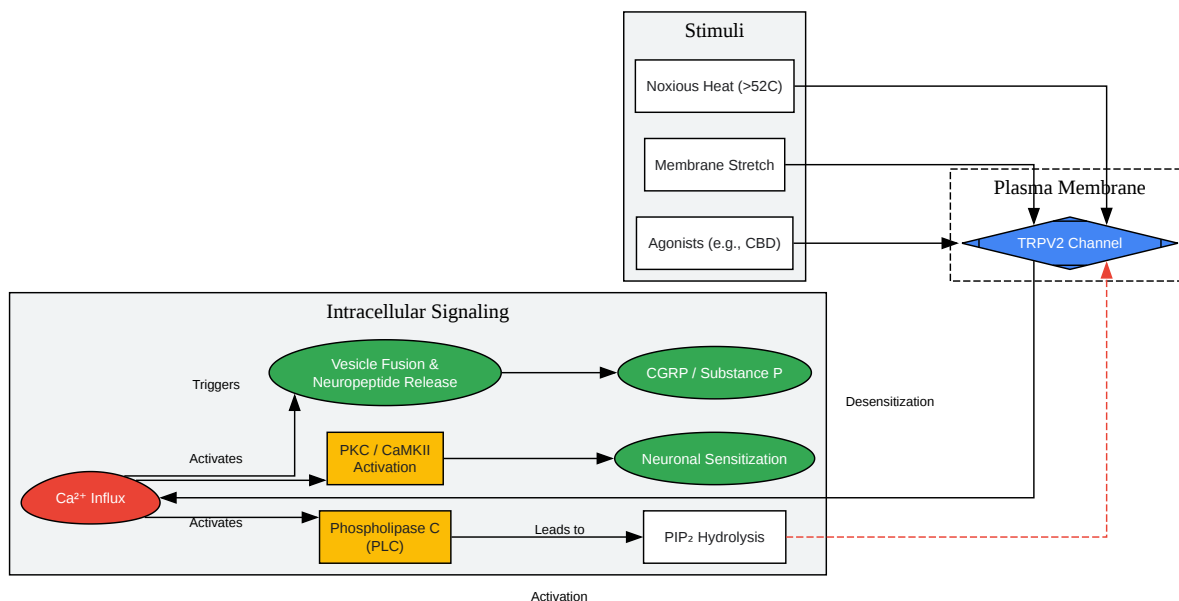 Stimuli
Noxious Heat (>52C)
Membrane Stretch
Plasma Membrane
Agonists (e.g., CBD)
TRPV2 Channel
Intracellular Signaling
Vesicle Fusion &
Neuropeptide Release
CGRP / Substance P
Triggers
Desensitization
Activates
PKC / CaMKII
Activation
Neuronal Sensitization
Ca²⁺ Influx
Activates
Phospholipase C
(PLC)
Leads to
PIP₂ Hydrolysis
Activation